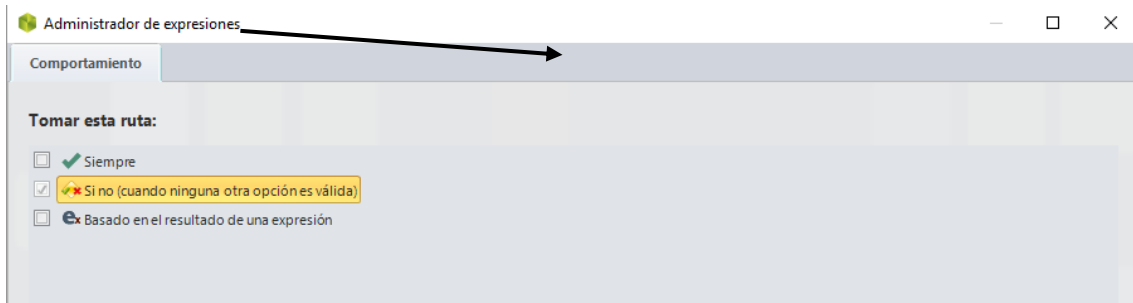 Administrador de expresiones
Comportamiento
Tomar esta ruta:
Siempre
Si no (cuando ninguna otra opción es válida)
Basado en el resultado de una expresión